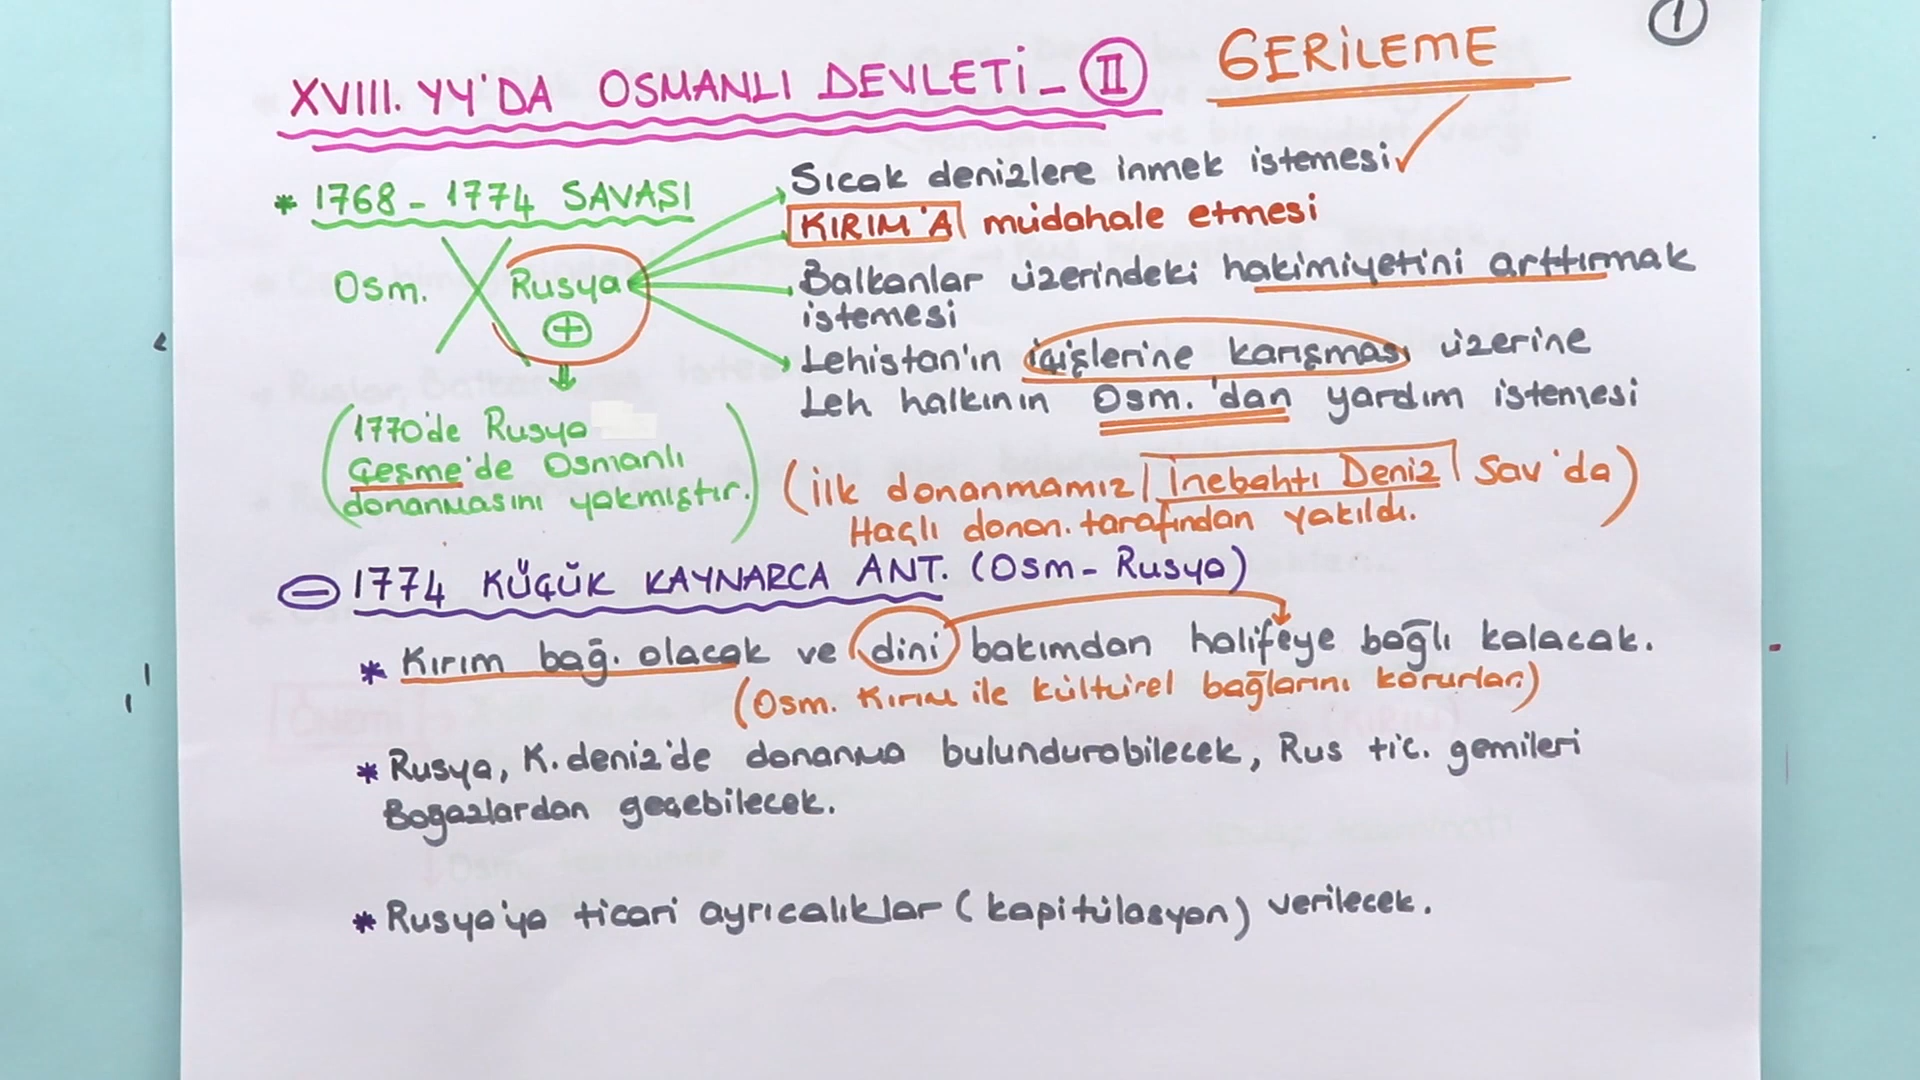 1
XVIII. YY'DA OSMANLI DEVLETİ_ II
GERİLEME
* 1768 - 1774 SAVAŞI
Osm. X Rusya
+
Sıcak denizlere inmek istemesi
KIRIM'A müdahale etmesi
Balkanlar üzerindeki hakimiyetini arttırmak
istemesi
Lehistan'ın içişlerine karışması üzerine
Leh halkının Osm.'dan yardım istemesi
(1770'de Rusya
Çeşme'de Osmanlı
donanmasını yakmıştır.)
(İlk donanmamız İnebahtı Deniz Sav'da
Haçlı donan. tarafından yakıldı.)
- 1774 KÜÇÜK KAYNARCA ANT. (Osm - Rusya)
* Kırım bağ. olacak ve dini bakımdan halifeye bağlı kalacak.
(Osm. Kırım ile kültürel bağlarını korurlar.)
* Rusya, K.deniz'de donanma bulundurabilecek, Rus tic. gemileri
Boğazlardan geçebilecek.
* Rusya'ya ticari ayrıcalıklar (kapitülasyon) verilecek.